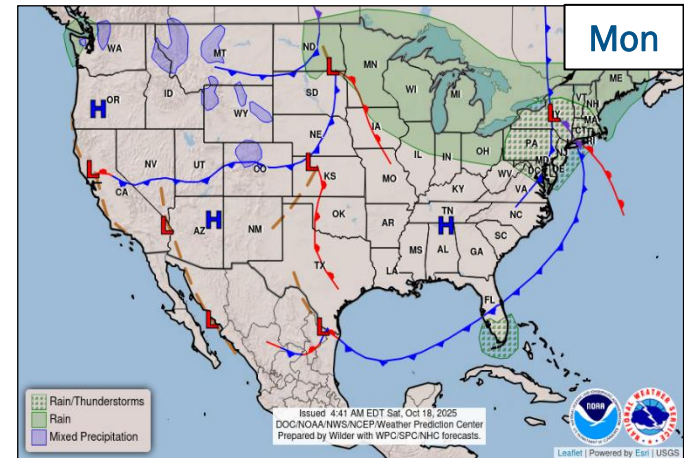 Mon
WA
MT
ND
MN
ME
OR
ID
SD
WI
MI
VT
NH
MA
WY
IA
PA
CT
RI
NJ
NV
UT
CO
NE
IL
IN
OH
MD
DE
DC
CA
KS
MO
KY
WV
VA
AZ
NM
OK
AR
TN
NC
SC
TX
LA
MS
AL
GA
FL
H
H
H
L
L
L
L
L
L
L
Rain/Thunderstorms
Rain
Mixed Precipitation
Issued 4:41 AM EDT Sat, Oct 18, 2025
DOC/NOAA/NWS/NCEP/Weather Prediction Center
Prepared by Wilder with WPC/SPC/NHC forecasts.
NOAA
NATIONAL WEATHER SERVICE
Leaflet | Powered by Esri | USGS